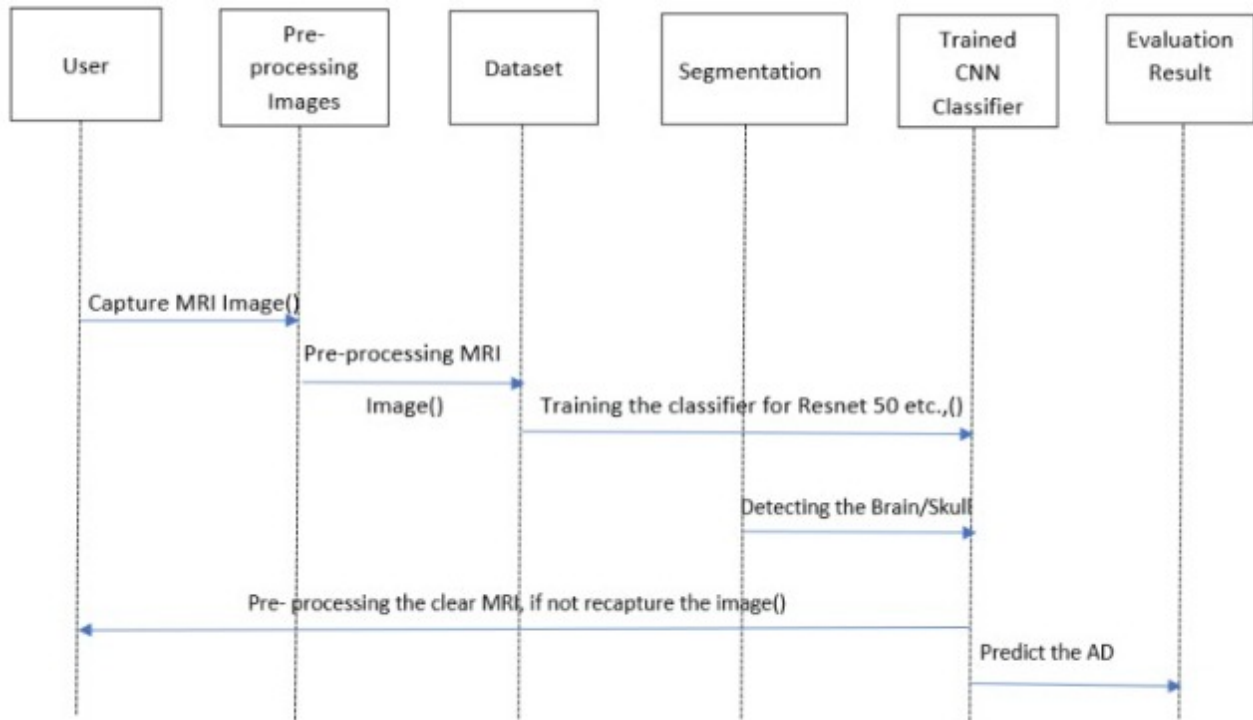 User
Pre-
processing
Images
Dataset
Segmentation
Trained
CNN
Classifier
Evaluation
Result
Capture MRI Image()
Pre-processing MRI
Image()
Training the classifier for Resnet 50 etc.,()
Detecting the Brain/Skull
Pre- processing the clear MRI, if not recapture the image()
Predict the AD